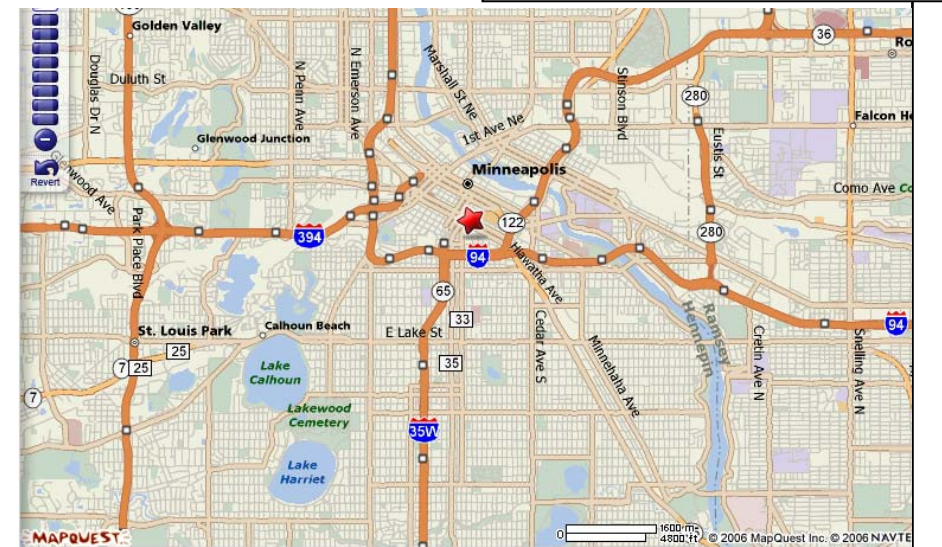 Golden Valley
36
Douglas Dr N
Duluth St
N Penn Ave
N Emerson Ave
Marshall St Ne
Stinson Blvd
280
1st Ave Ne
Eustis St
Falcon
Glenwood Junction
Revert
Minneapolis
Como Ave
122
Park Place Blvd
394
94
280
Hiawatha Ave
65
33
St. Louis Park
Calhoun Beach
E Lake St
Cedar Ave S
Minnehaha Ave
Hennepin
Ramsey
Cretin Ave N
Snelling Ave N
94
25
7
25
35
Lake
Calhoun
7
Lakewood
Cemetery
35W
Lake
Harriet
MAPQUEST
0
1600 m
4800 ft
© 2006 MapQuest Inc. © 2006 NAVTE